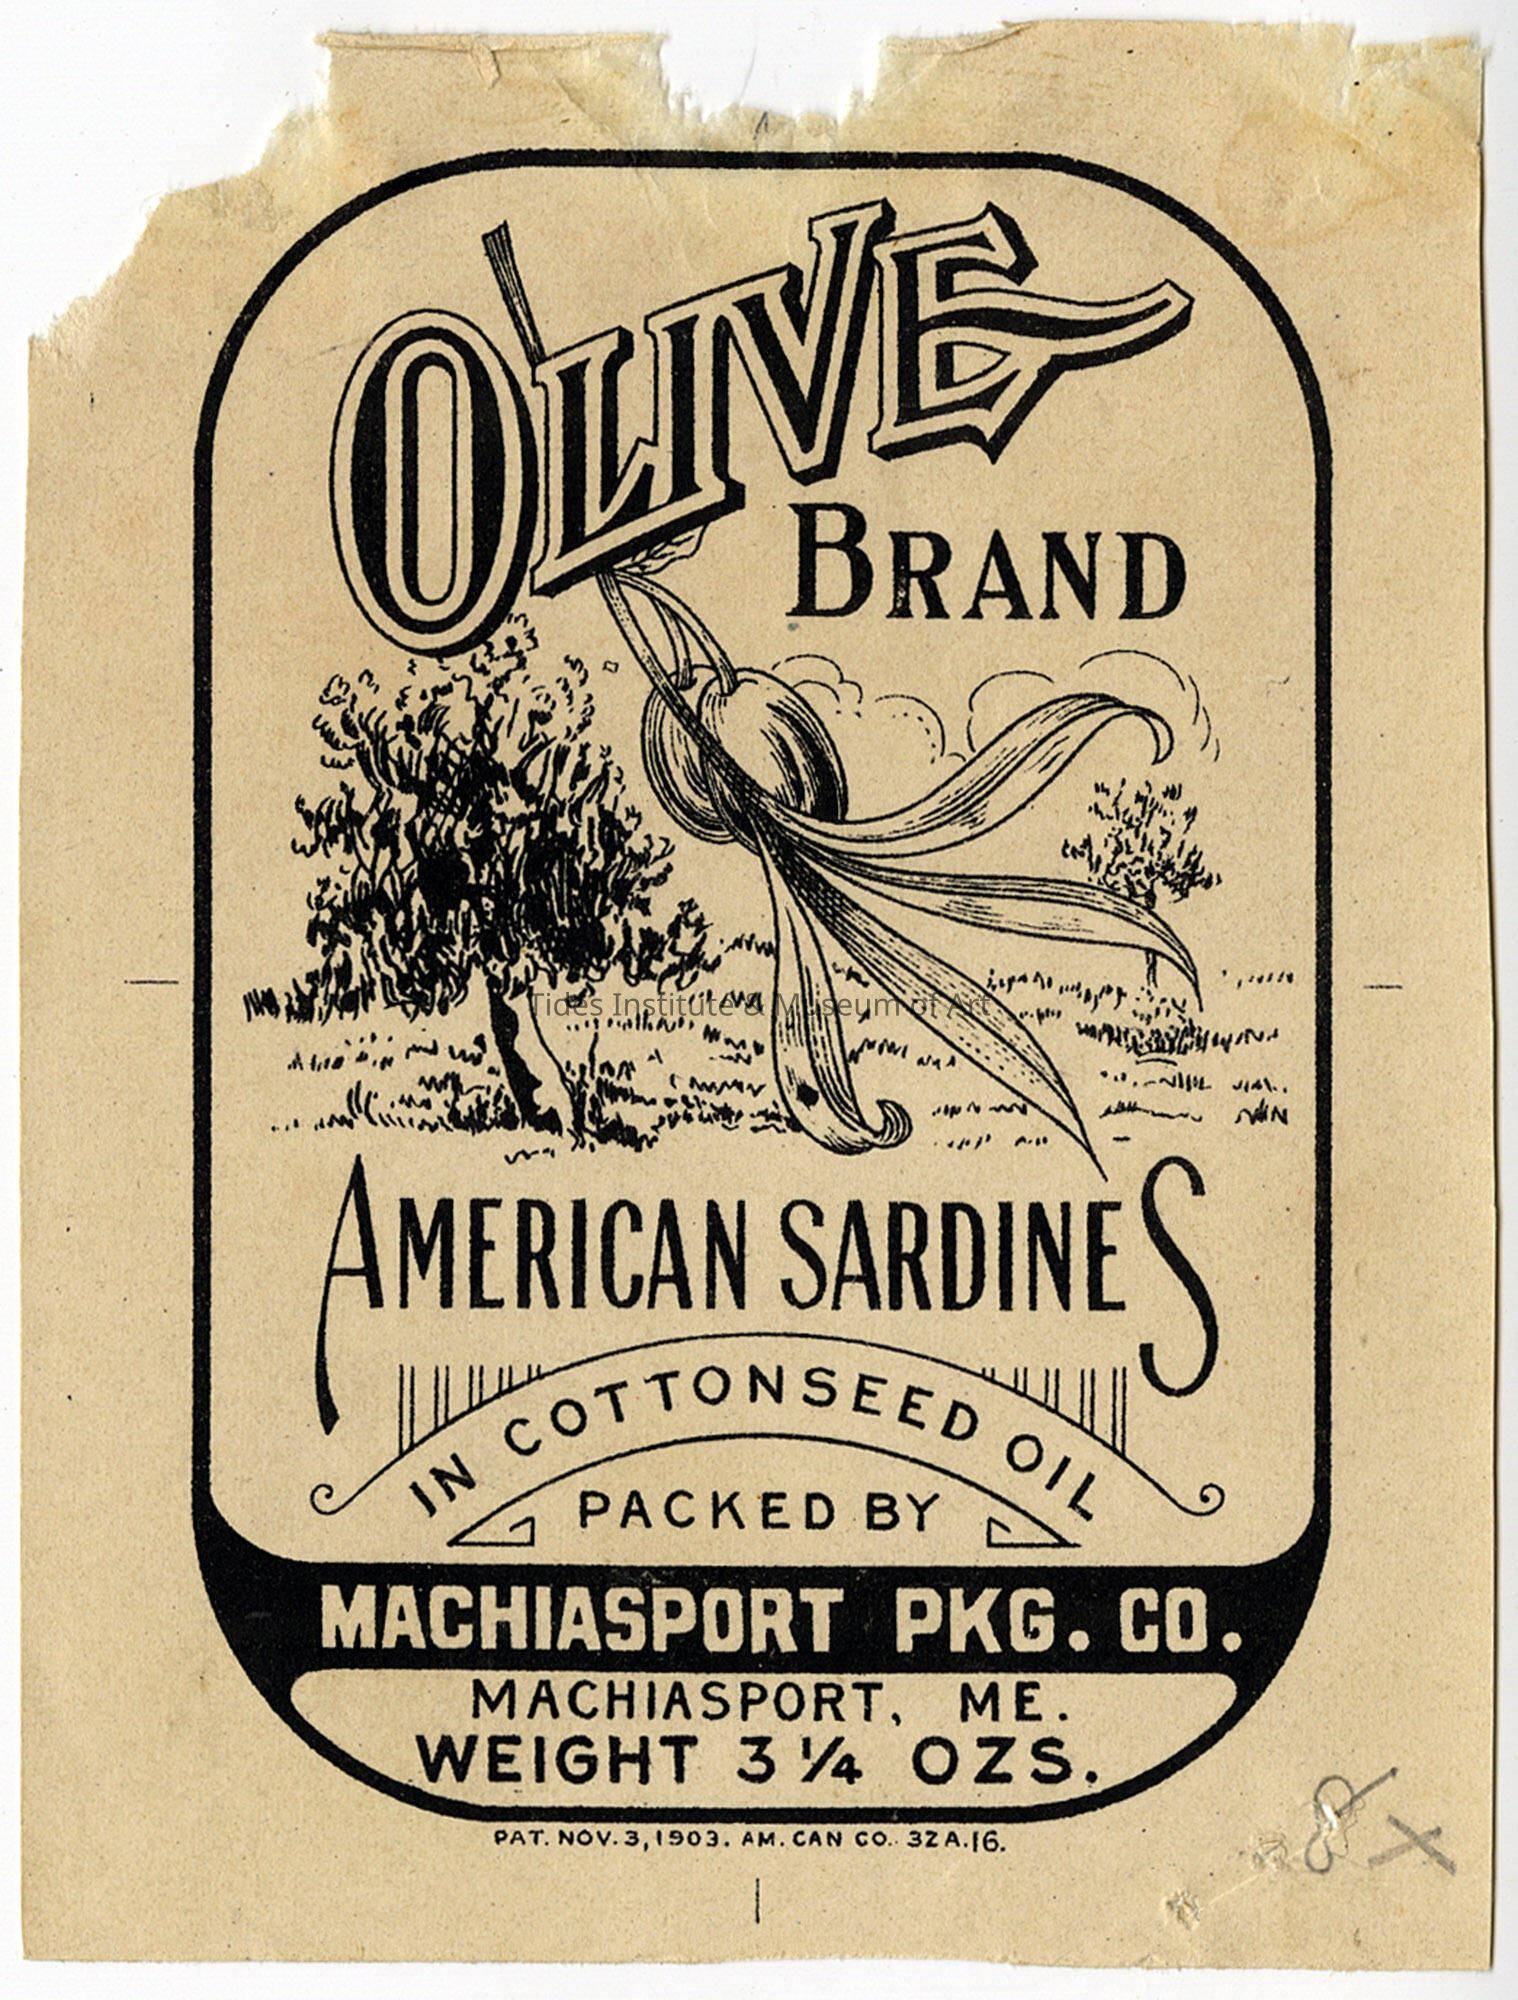 OLIVE
BRAND
Tides Institute & Museum of Art
AMERICAN SARDINES
IN COTTONSEED OIL
PACKED BY
MACHIASPORT PKG. CO.
MACHIASPORT, ME.
WEIGHT 3 1/4 OZS.
PAT. NOV. 3, 1903. AM. CAN CO. 32 A. 16.